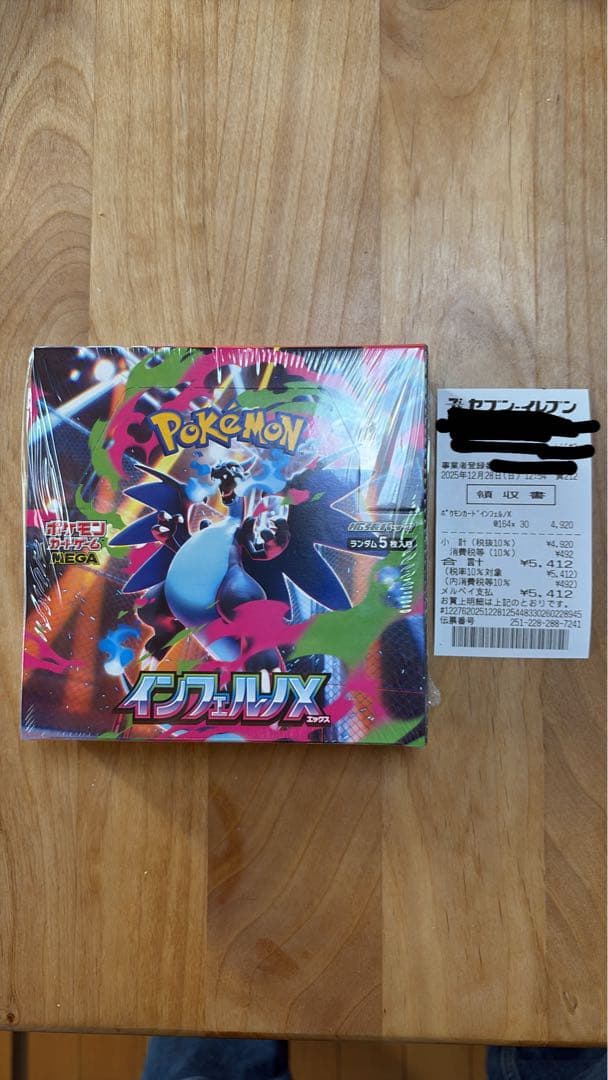 Pokémon
ポケモン
カードゲーム
MEGA
拡張パック
ランダム5枚入り
インフェルノX
エックス
セブン-イレブン
事業者登録
2025年12月28日(日) 12:54 責212
領収書
ポケモンカード インフェルノX
@164x 30 4,920
小 計(税抜10%) ¥4,920
消費税等(10%) ¥492
合 計 ¥5,412
(税率10%対象 ¥5,412)
(内消費税等10% ¥492)
メルペイ支払 ¥5,412
お買上明細は上記のとおりです。
#1227620251228125448330260228945
伝票番号 251-228-288-7241